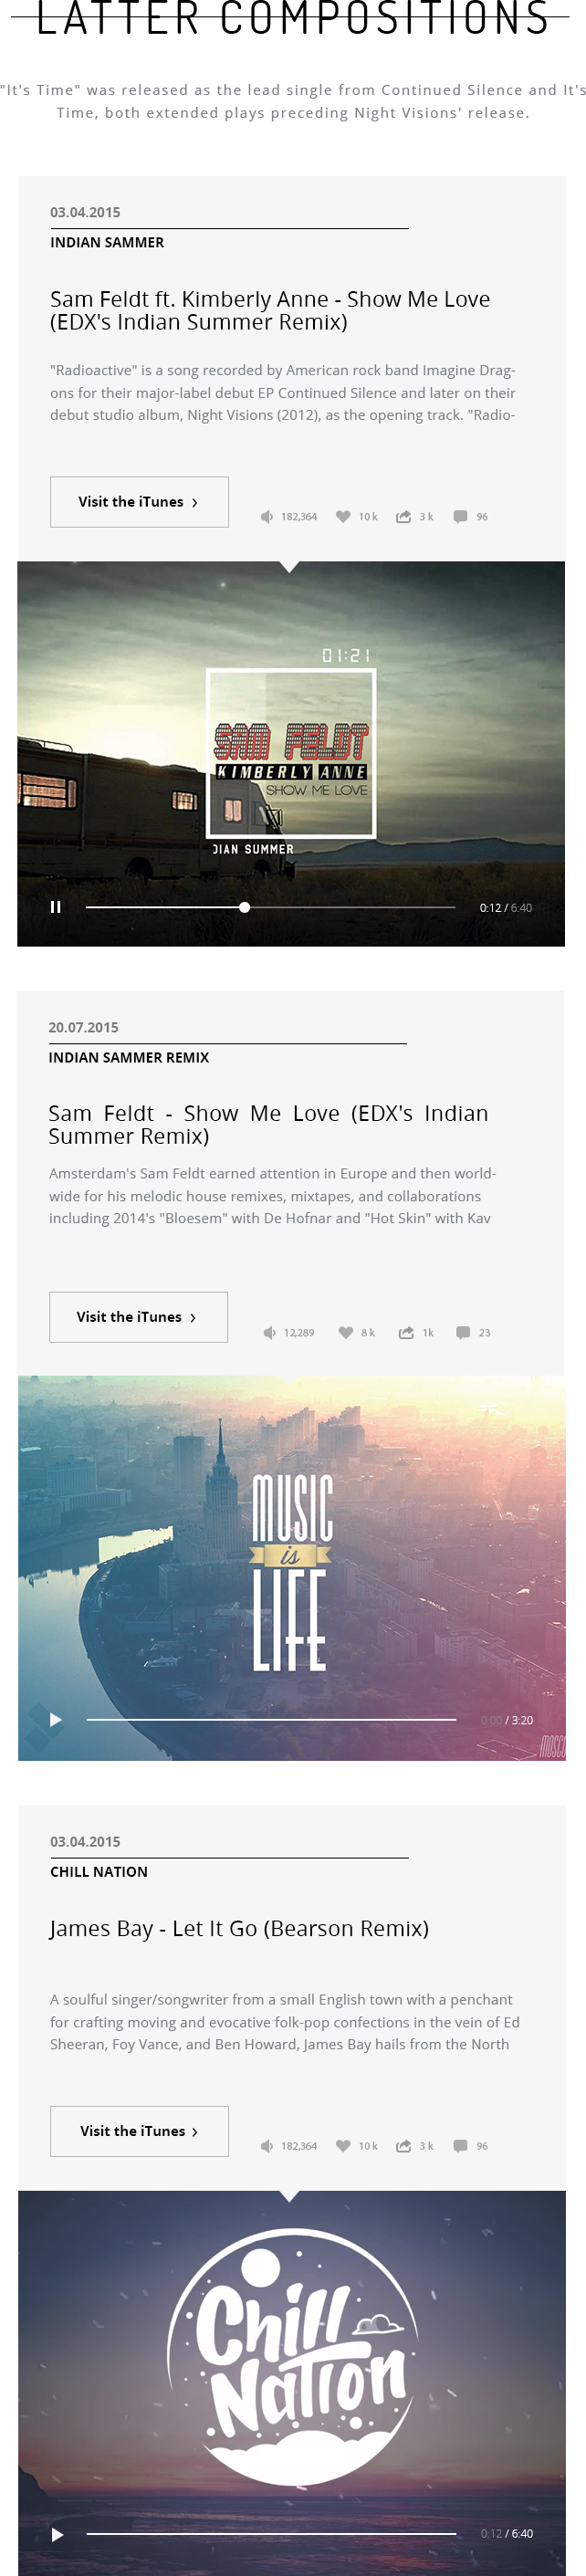 LATTER COMPOSITIONS
"It's Time" was released as the lead single from Continued Silence and It's
Time, both extended plays preceding Night Visions' release.
03.04.2015
INDIAN SAMMER
Sam Feldt ft. Kimberly Anne - Show Me Love
(EDX's Indian Summer Remix)
"Radioactive" is a song recorded by American rock band Imagine Drag-
ons for their major-label debut EP Continued Silence and later on their
debut studio album, Night Visions (2012), as the opening track. "Radio-
Visit the iTunes ›
182,364 10 k 3 k 96
01:21
SAM FELDT
KIMBERLY ANNE
SHOW ME LOVE
DIAN SUMMER
0:12 / 6:40
20.07.2015
INDIAN SAMMER REMIX
Sam Feldt - Show Me Love (EDX's Indian
Summer Remix)
Amsterdam's Sam Feldt earned attention in Europe and then world-
wide for his melodic house remixes, mixtapes, and collaborations
including 2014's "Bloesem" with De Hofnar and "Hot Skin" with Kav
Visit the iTunes ›
12,289 8 k 1k 23
MUSIC
is
LIFE
0:00 / 3:20
MOSCO
03.04.2015
CHILL NATION
James Bay - Let It Go (Bearson Remix)
A soulful singer/songwriter from a small English town with a penchant
for crafting moving and evocative folk-pop confections in the vein of Ed
Sheeran, Foy Vance, and Ben Howard, James Bay hails from the North
Visit the iTunes ›
182,364 10 k 3 k 96
Chill
Nation
0:12 / 6:40